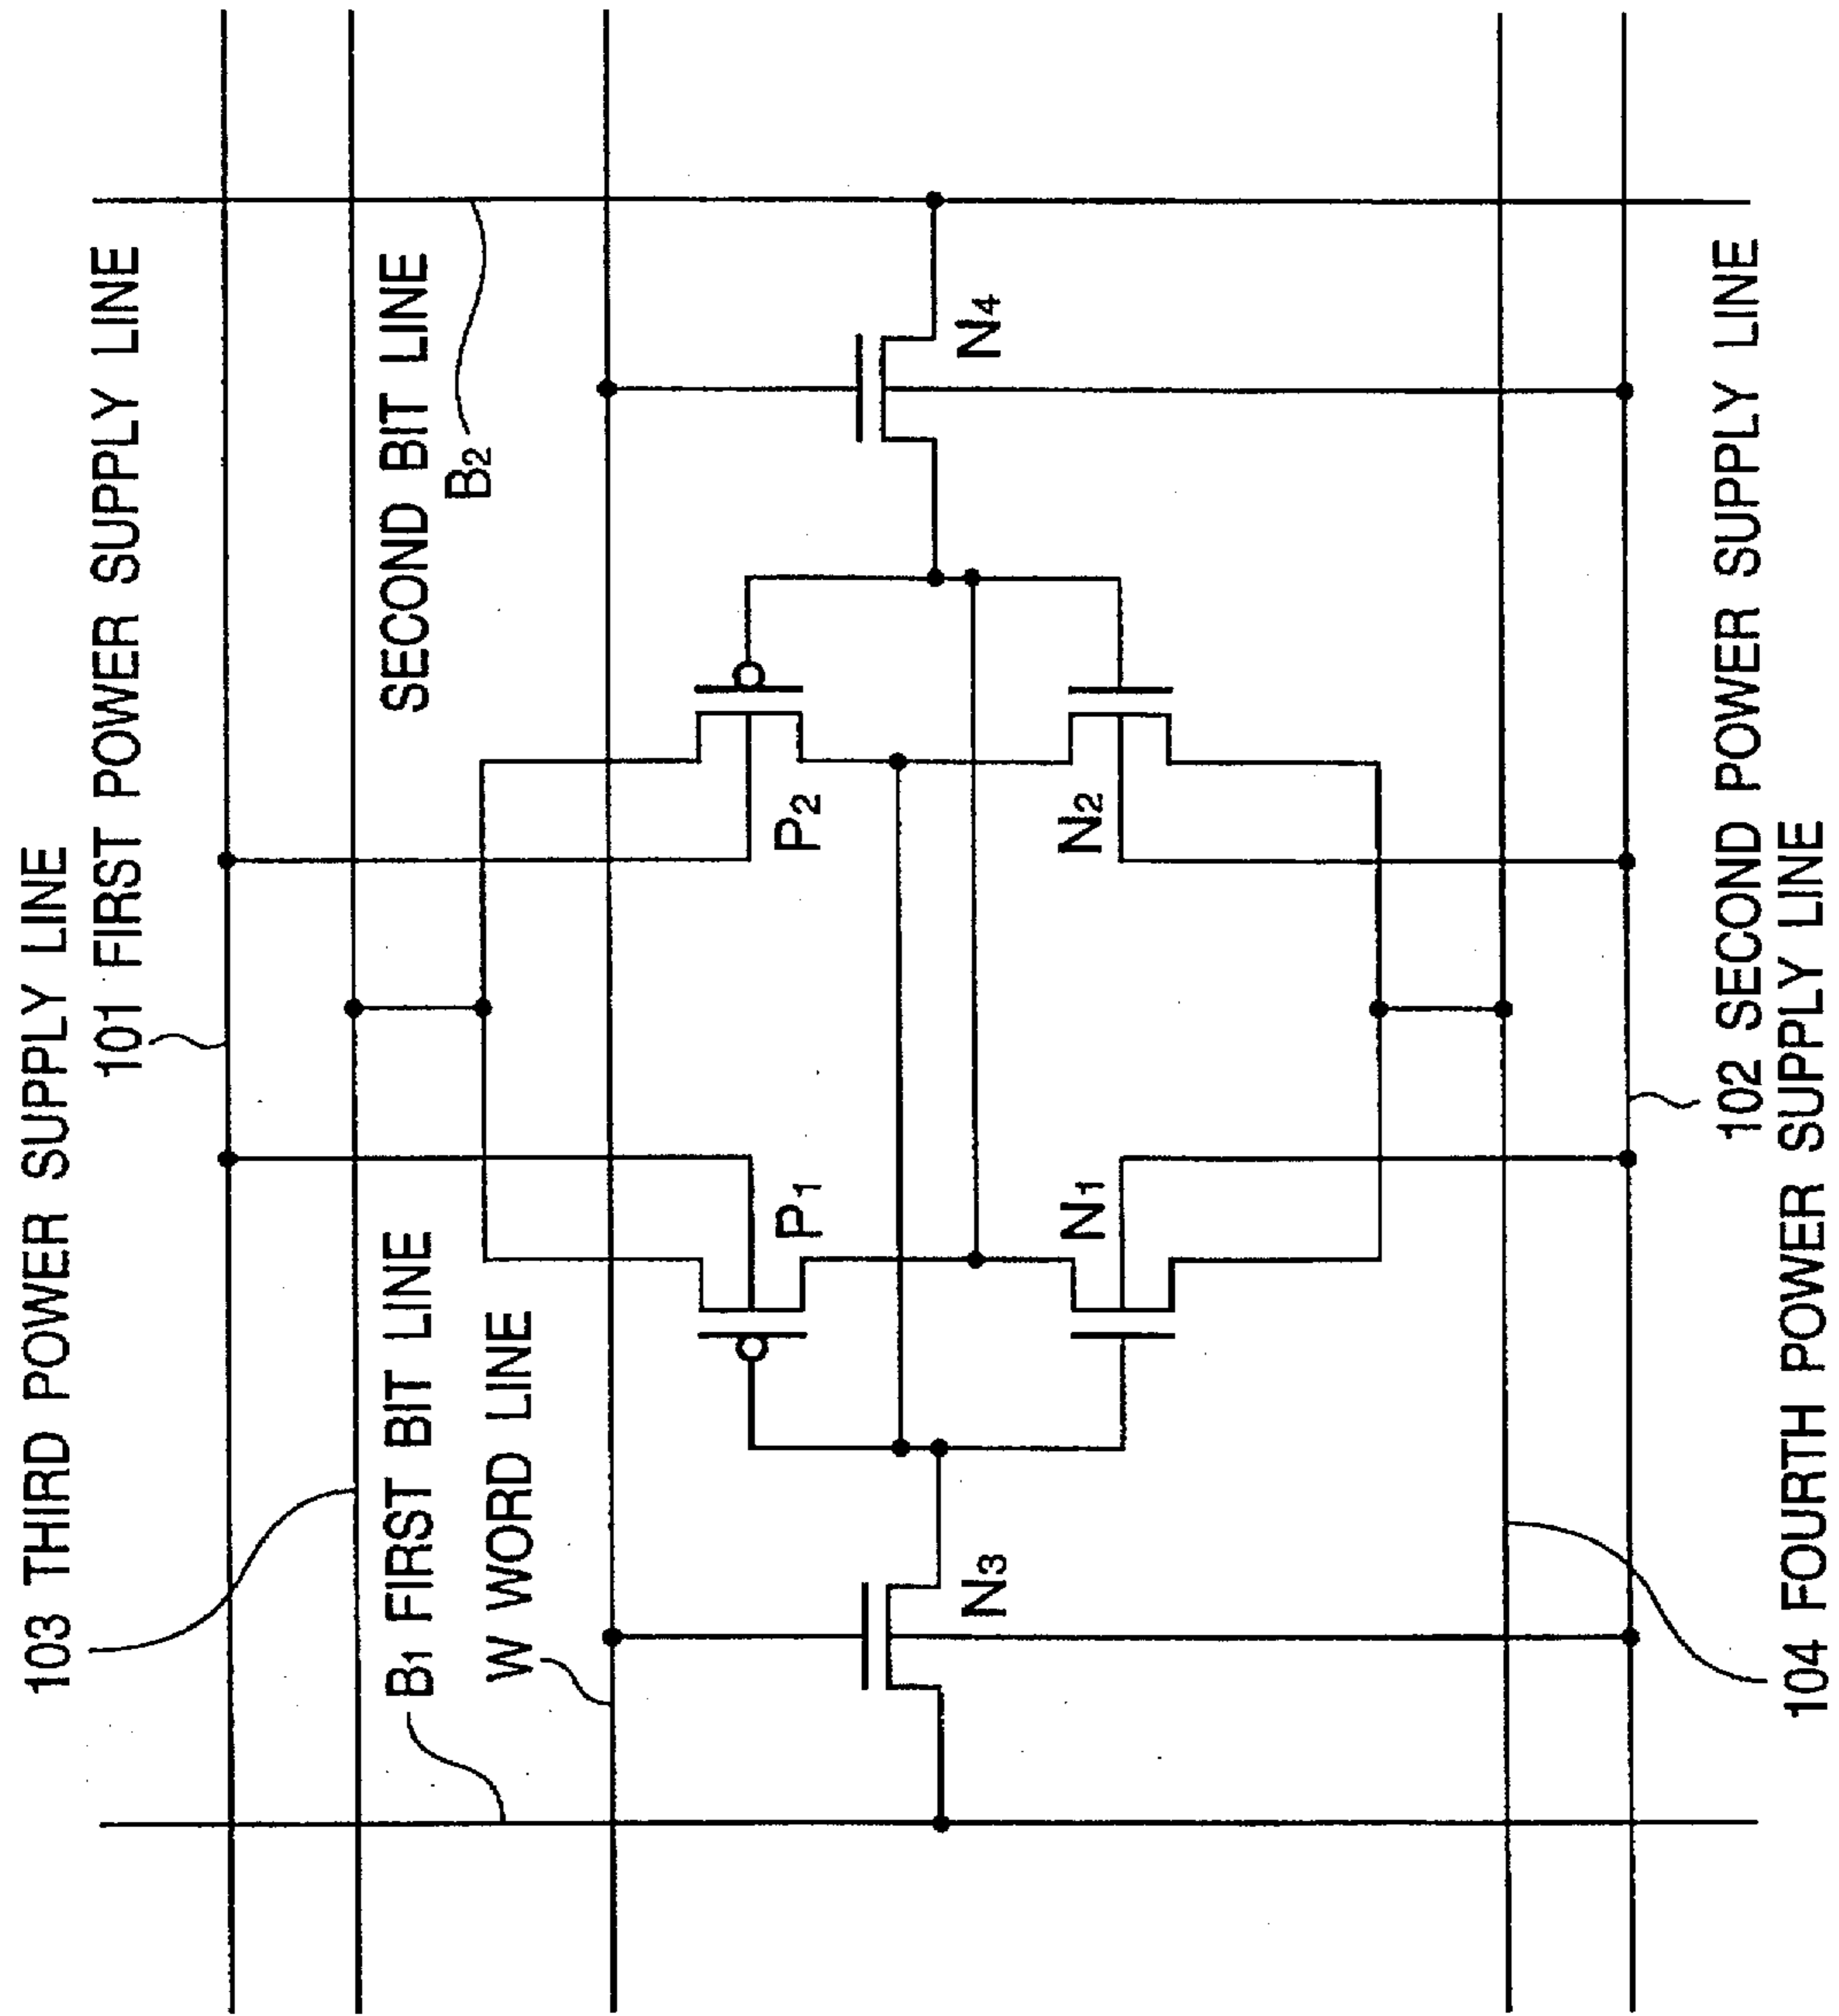 103 THIRD POWER SUPPLY LINE
101 FIRST POWER SUPPLY LINE
B1 FIRST BIT LINE
SECOND BIT LINE
B2
W WORD LINE
P1
P2
N3
N4
N1
N2
102 SECOND POWER SUPPLY LINE
104 FOURTH POWER SUPPLY LINE